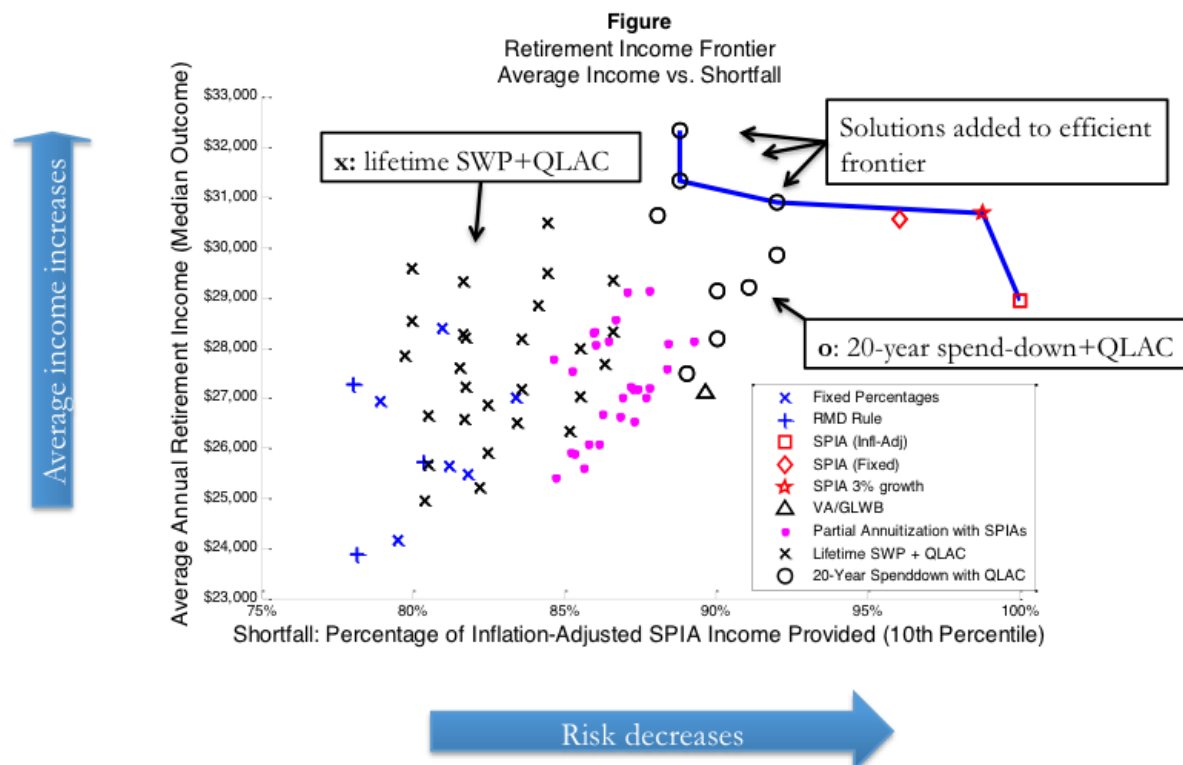 Figure
Retirement Income Frontier
Average Income vs. Shortfall
Average income increases
Average Annual Retirement Income (Median Outcome)
$33,000
$32,000
$31,000
$30,000
$29,000
$28,000
$27,000
$26,000
$25,000
$24,000
$23,000
x: lifetime SWP+QLAC
Solutions added to efficient
frontier
o: 20-year spend-down+QLAC
Fixed Percentages
RMD Rule
SPIA (Infl-Adj)
SPIA (Fixed)
SPIA 3% growth
VA/GLWB
Partial Annuitization with SPIAs
Lifetime SWP + QLAC
20-Year Spenddown with QLAC
75% 80% 85% 90% 95% 100%
Shortfall: Percentage of Inflation-Adjusted SPIA Income Provided (10th Percentile)
Risk decreases